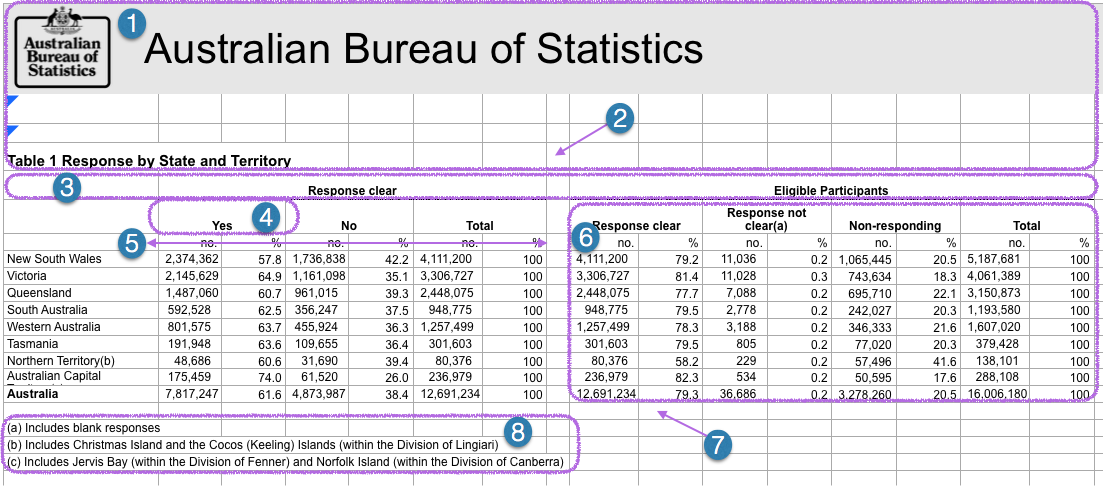 Australian
Bureau of
Statistics
1
Australian Bureau of Statistics
2
Table 1 Response by State and Territory
3
Response clear Eligible Participants
Yes 4 No Total Response clear Response not clear(a) Non-responding Total
5 6
no. % no. % no. % no. % no. % no. % no. %
New South Wales 2,374,362 57.8 1,736,838 42.2 4,111,200 100 4,111,200 79.2 11,036 0.2 1,065,445 20.5 5,187,681 100
Victoria 2,145,629 64.9 1,161,098 35.1 3,306,727 100 3,306,727 81.4 11,028 0.3 743,634 18.3 4,061,389 100
Queensland 1,487,060 60.7 961,015 39.3 2,448,075 100 2,448,075 77.7 7,088 0.2 695,710 22.1 3,150,873 100
South Australia 592,528 62.5 356,247 37.5 948,775 100 948,775 79.5 2,778 0.2 242,027 20.3 1,193,580 100
Western Australia 801,575 63.7 455,924 36.3 1,257,499 100 1,257,499 78.3 3,188 0.2 346,333 21.6 1,607,020 100
Tasmania 191,948 63.6 109,655 36.4 301,603 100 301,603 79.5 805 0.2 77,020 20.3 379,428 100
Northern Territory(b) 48,686 60.6 31,690 39.4 80,376 100 80,376 58.2 229 0.2 57,496 41.6 138,101 100
Australian Capital 175,459 74.0 61,520 26.0 236,979 100 236,979 82.3 534 0.2 50,595 17.6 288,108 100
Australia 7,817,247 61.6 4,873,987 38.4 12,691,234 100 12,691,234 79.3 36,686 0.2 3,278,260 20.5 16,006,180 100
7
(a) Includes blank responses
8
(b) Includes Christmas Island and the Cocos (Keeling) Islands (within the Division of Lingiari)
(c) Includes Jervis Bay (within the Division of Fenner) and Norfolk Island (within the Division of Canberra)